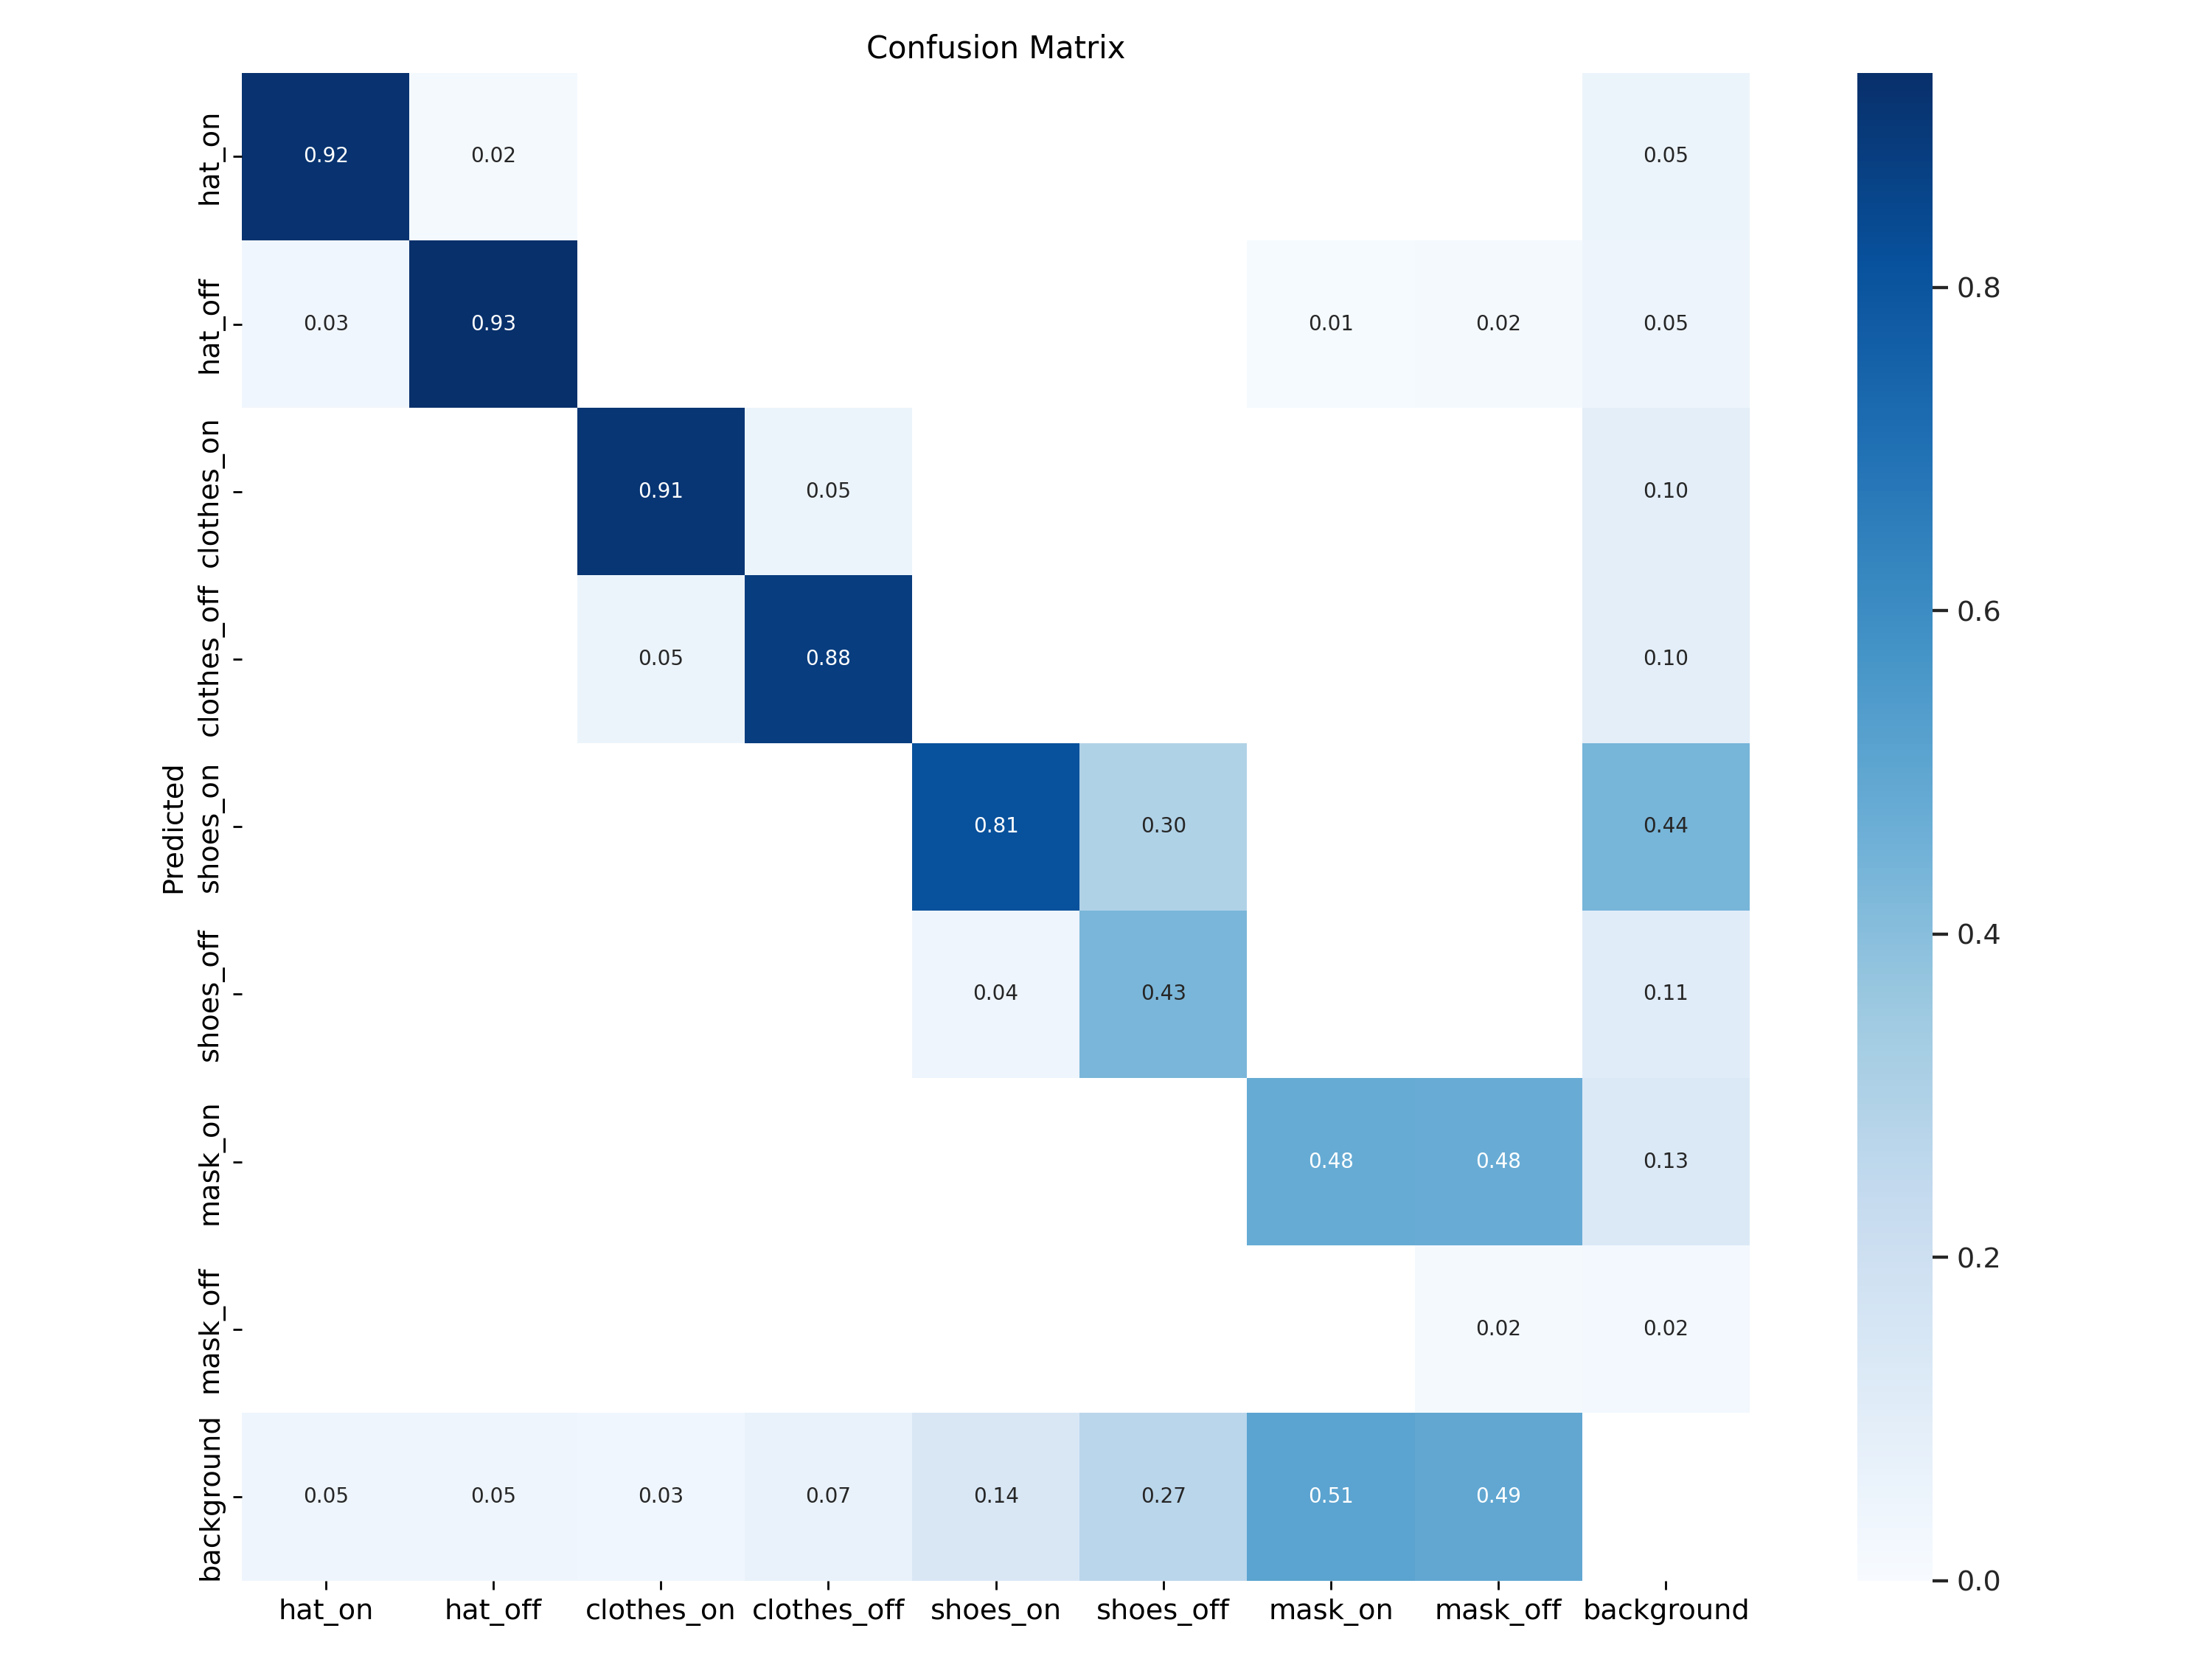 Confusion Matrix
hat_on 0.92 0.02 0.05
hat_off 0.03 0.93 0.01 0.02 0.05
clothes_on 0.91 0.05 0.10
clothes_off 0.05 0.88 0.10
Predicted
shoes_on 0.81 0.30 0.44
shoes_off 0.04 0.43 0.11
mask_on 0.48 0.48 0.13
mask_off 0.02 0.02
background 0.05 0.05 0.03 0.07 0.14 0.27 0.51 0.49
hat_on hat_off clothes_on clothes_off shoes_on shoes_off mask_on mask_off background
0.8
0.6
0.4
0.2
0.0